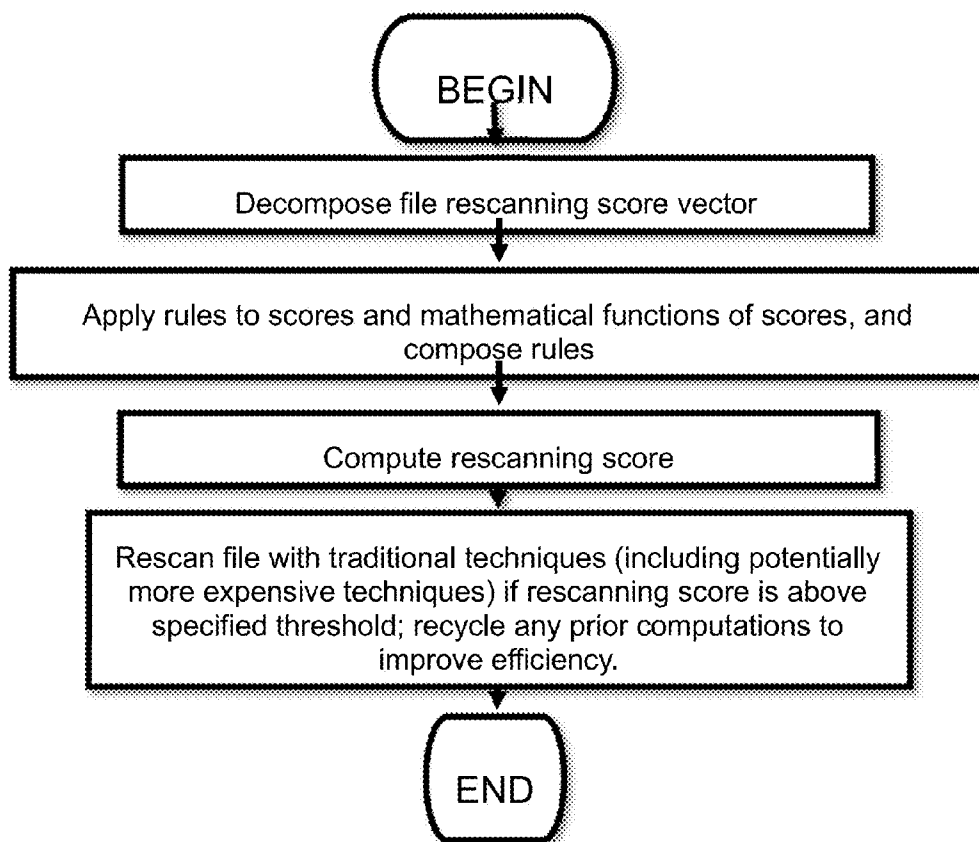 BEGIN
Decompose file rescanning score vector
Apply rules to scores and mathematical functions of scores, and
compose rules
Compute rescanning score
Rescan file with traditional techniques (including potentially
more expensive techniques) if rescanning score is above
specified threshold; recycle any prior computations to
improve efficiency.
END